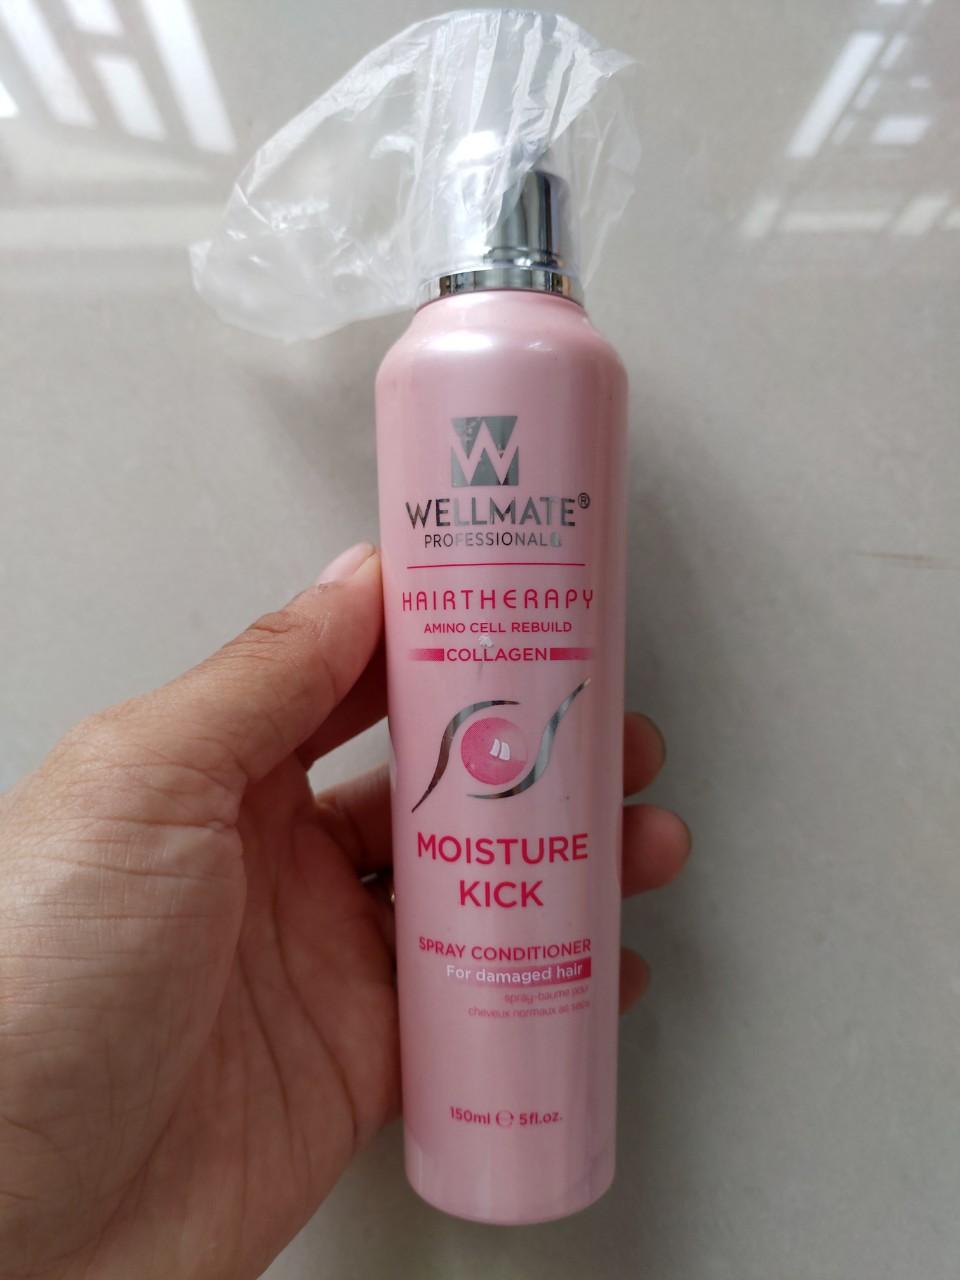 W
WELLMATE®
PROFESSIONAL
HAIRTHERAPY
AMINO CELL REBUILD
COLLAGEN
MOISTURE
KICK
SPRAY CONDITIONER
For damaged hair
spray-baume pour
cheveux normaux as secs
150ml ℮ 5fl.oz.